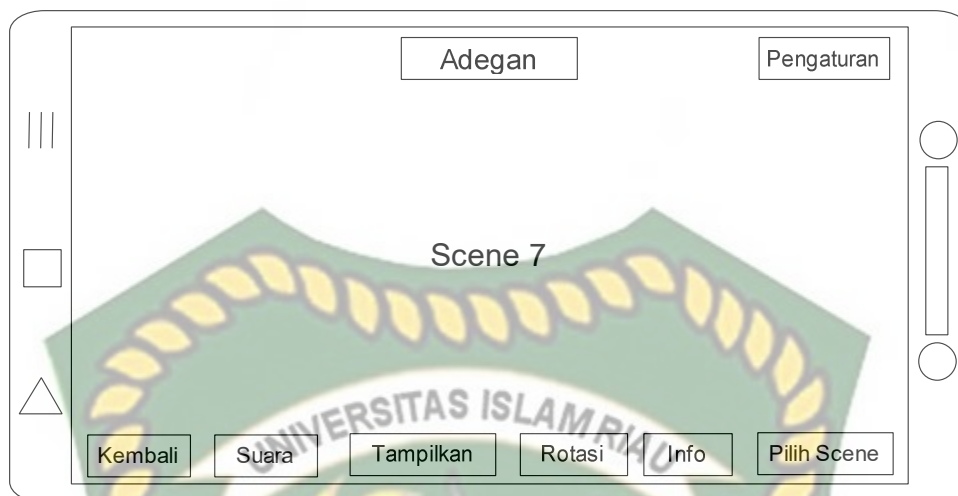 Adegan
Pengaturan
Scene 7
UNIVERSITAS ISLAM RIAU
Kembali
Suara
Tampilkan
Rotasi
Info
Pilih Scene